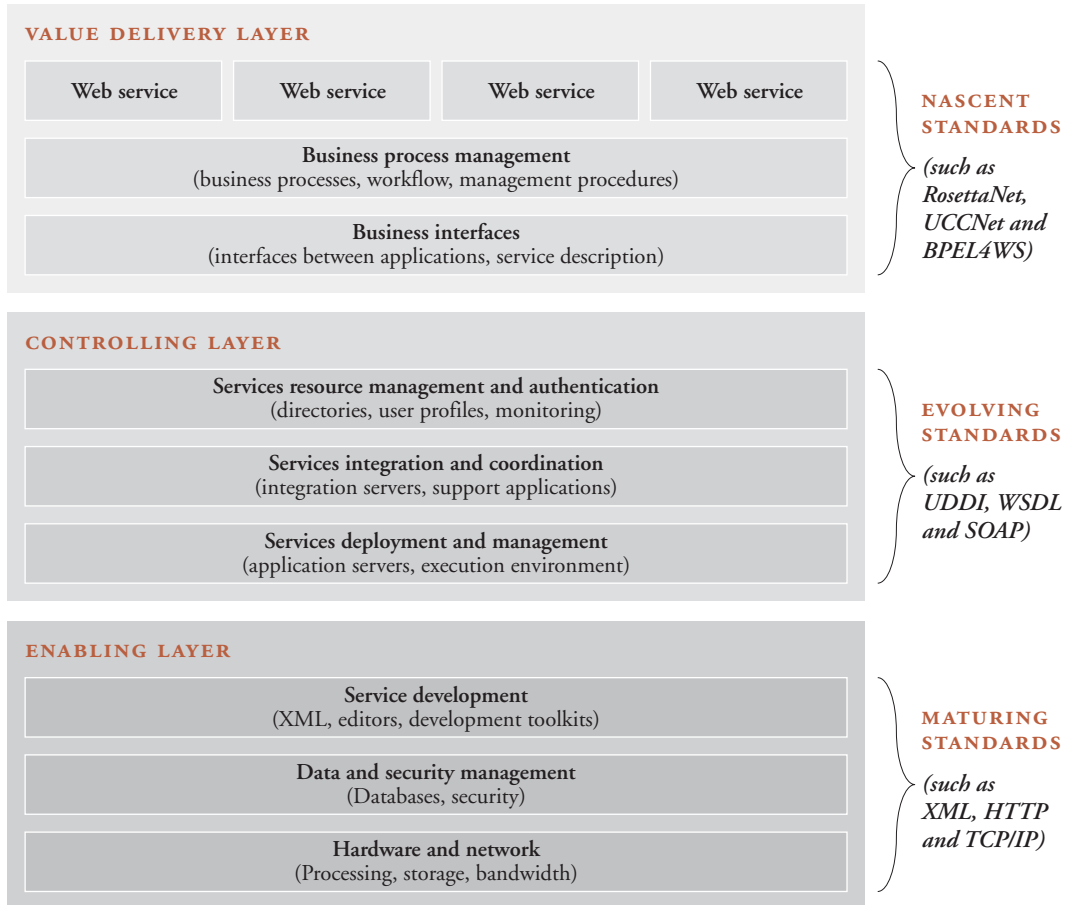 VALUE DELIVERY LAYER
Web service
Web service
Web service
Web service
Business process management
(business processes, workflow, management procedures)
Business interfaces
(interfaces between applications, service description)
NASCENT
STANDARDS
(such as
RosettaNet,
UCCNet and
BPEL4WS)
CONTROLLING LAYER
Services resource management and authentication
(directories, user profiles, monitoring)
Services integration and coordination
(integration servers, support applications)
Services deployment and management
(application servers, execution environment)
EVOLVING
STANDARDS
(such as
UDDI, WSDL
and SOAP)
ENABLING LAYER
Service development
(XML, editors, development toolkits)
Data and security management
(Databases, security)
Hardware and network
(Processing, storage, bandwidth)
MATURING
STANDARDS
(such as
XML, HTTP
and TCP/IP)